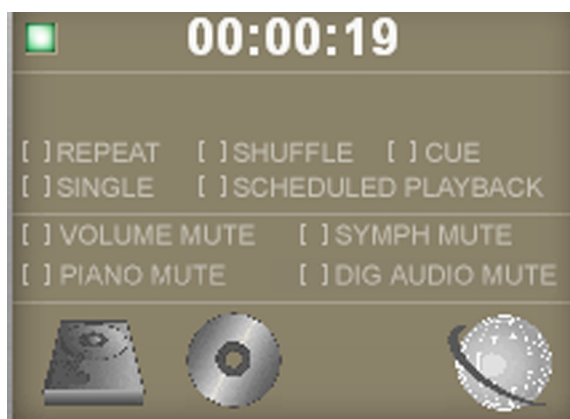 00:00:19
[ ] REPEAT [ ] SHUFFLE [ ] CUE
[ ] SINGLE [ ] SCHEDULED PLAYBACK
[ ] VOLUME MUTE [ ] SYMPH MUTE
[ ] PIANO MUTE [ ] DIG AUDIO MUTE